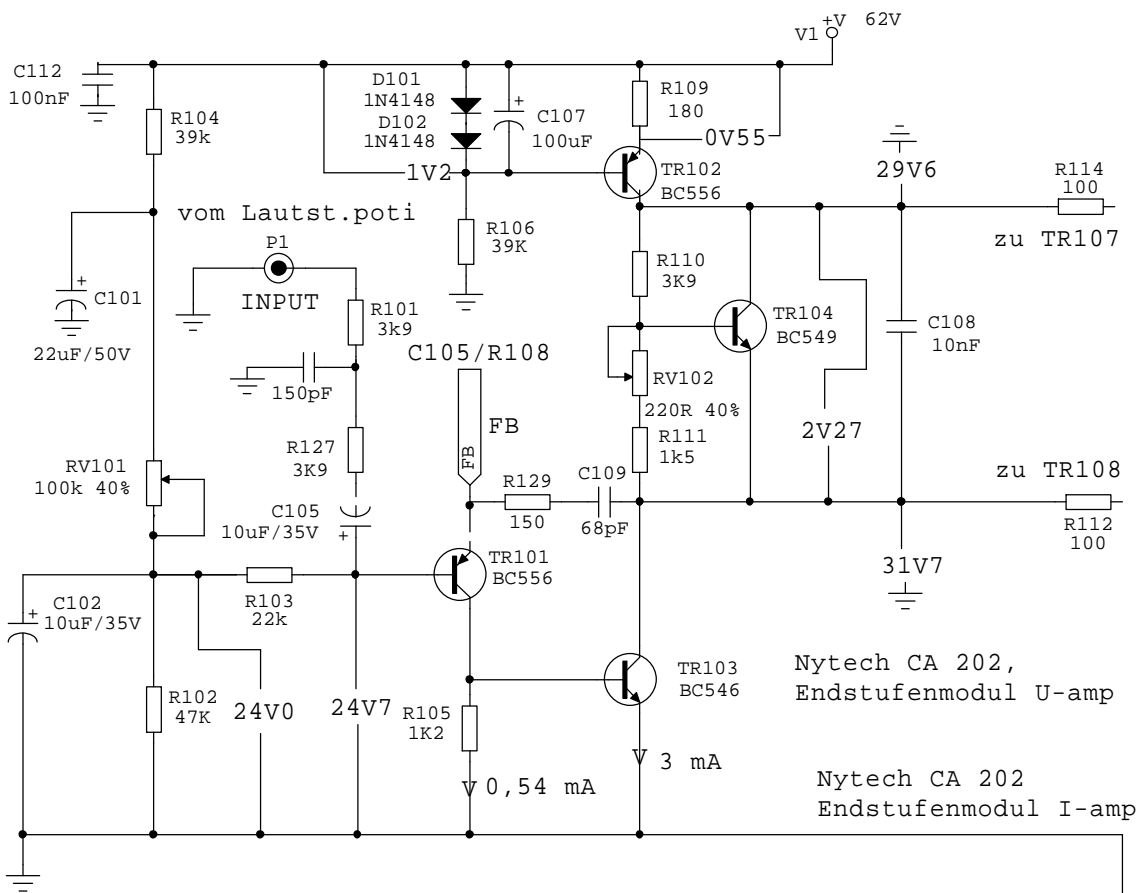 V1
+V 62V
C112
100nF
+
R104
39k
D101
1N4148
D102
1N4148
+
C107
100uF
R109
180
0V55
1V2
TR102
BC556
29V6
R114
100
vom Lautst.poti
P1
INPUT
R106
39K
zu TR107
+
C101
22uF/50V
R101
3k9
R110
3K9
TR104
BC549
C108
10nF
C105/R108
150pF
RV102
220R 40%
FB
FB
2V27
R127
3K9
R111
1k5
RV101
100k 40%
R129
150
C109
68pF
zu TR108
C105
10uF/35V
+
R112
100
TR101
BC556
31V7
+
C102
10uF/35V
R103
22k
TR103
BC546
Nytech CA 202,
Endstufenmodul U-amp
R102
47K
24V0
24V7
R105
1K2
3 mA
0,54 mA
Nytech CA 202
Endstufenmodul I-amp